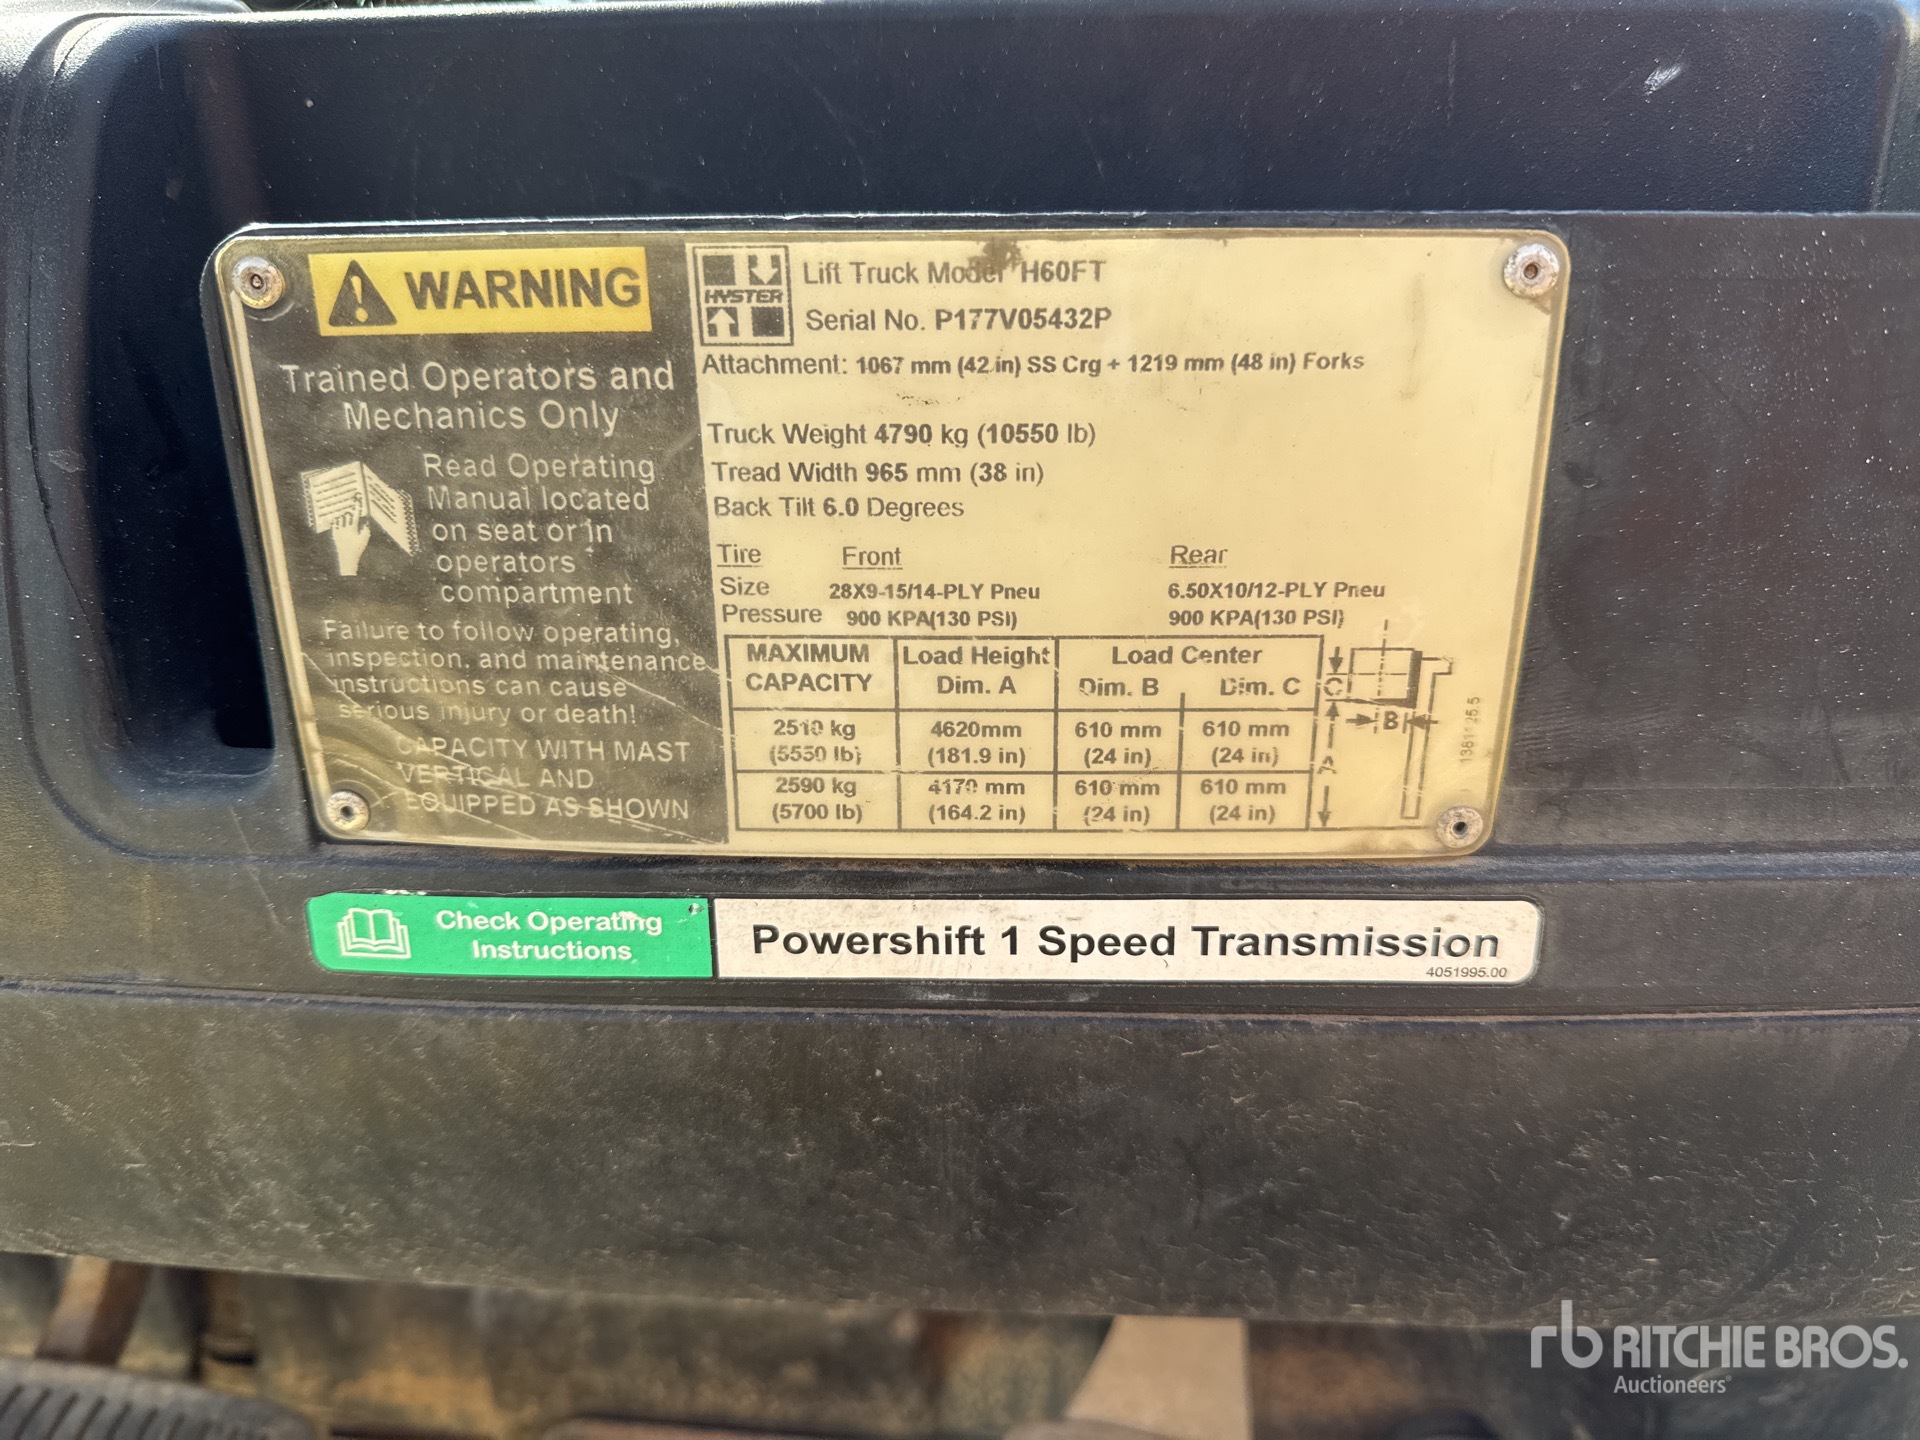 WARNING
Trained Operators and
Mechanics Only
Read Operating
Manual located
on seat or in
operators
compartment
Failure to follow operating,
inspection, and maintenance
instructions can cause
serious injury or death!
CAPACITY WITH MAST
VERTICAL AND
EQUIPPED AS SHOWN
HYSTER
Lift Truck Model H60FT
Serial No. P177V05432P
Attachment: 1067 mm (42 in) SS Crg + 1219 mm (48 in) Forks
Truck Weight 4790 kg (10550 lb)
Tread Width 965 mm (38 in)
Back Tilt 6.0 Degrees
Tire Front Rear
Size 28X9-15/14-PLY Pneu 6.50X10/12-PLY Pneu
Pressure 900 KPA(130 PSI) 900 KPA(130 PSI)
MAXIMUM CAPACITY Load Height Dim. A Load Center Dim. B Dim. C
2510 kg 4620mm 610 mm 610 mm
(5550 lb) (181.9 in) (24 in) (24 in)
2590 kg 4170 mm 610 mm 610 mm
(5700 lb) (164.2 in) (24 in) (24 in)
C
B
A
Check Operating
Instructions
Powershift 1 Speed Transmission
4051995.00
rb RITCHIE BROS.
Auctioneers